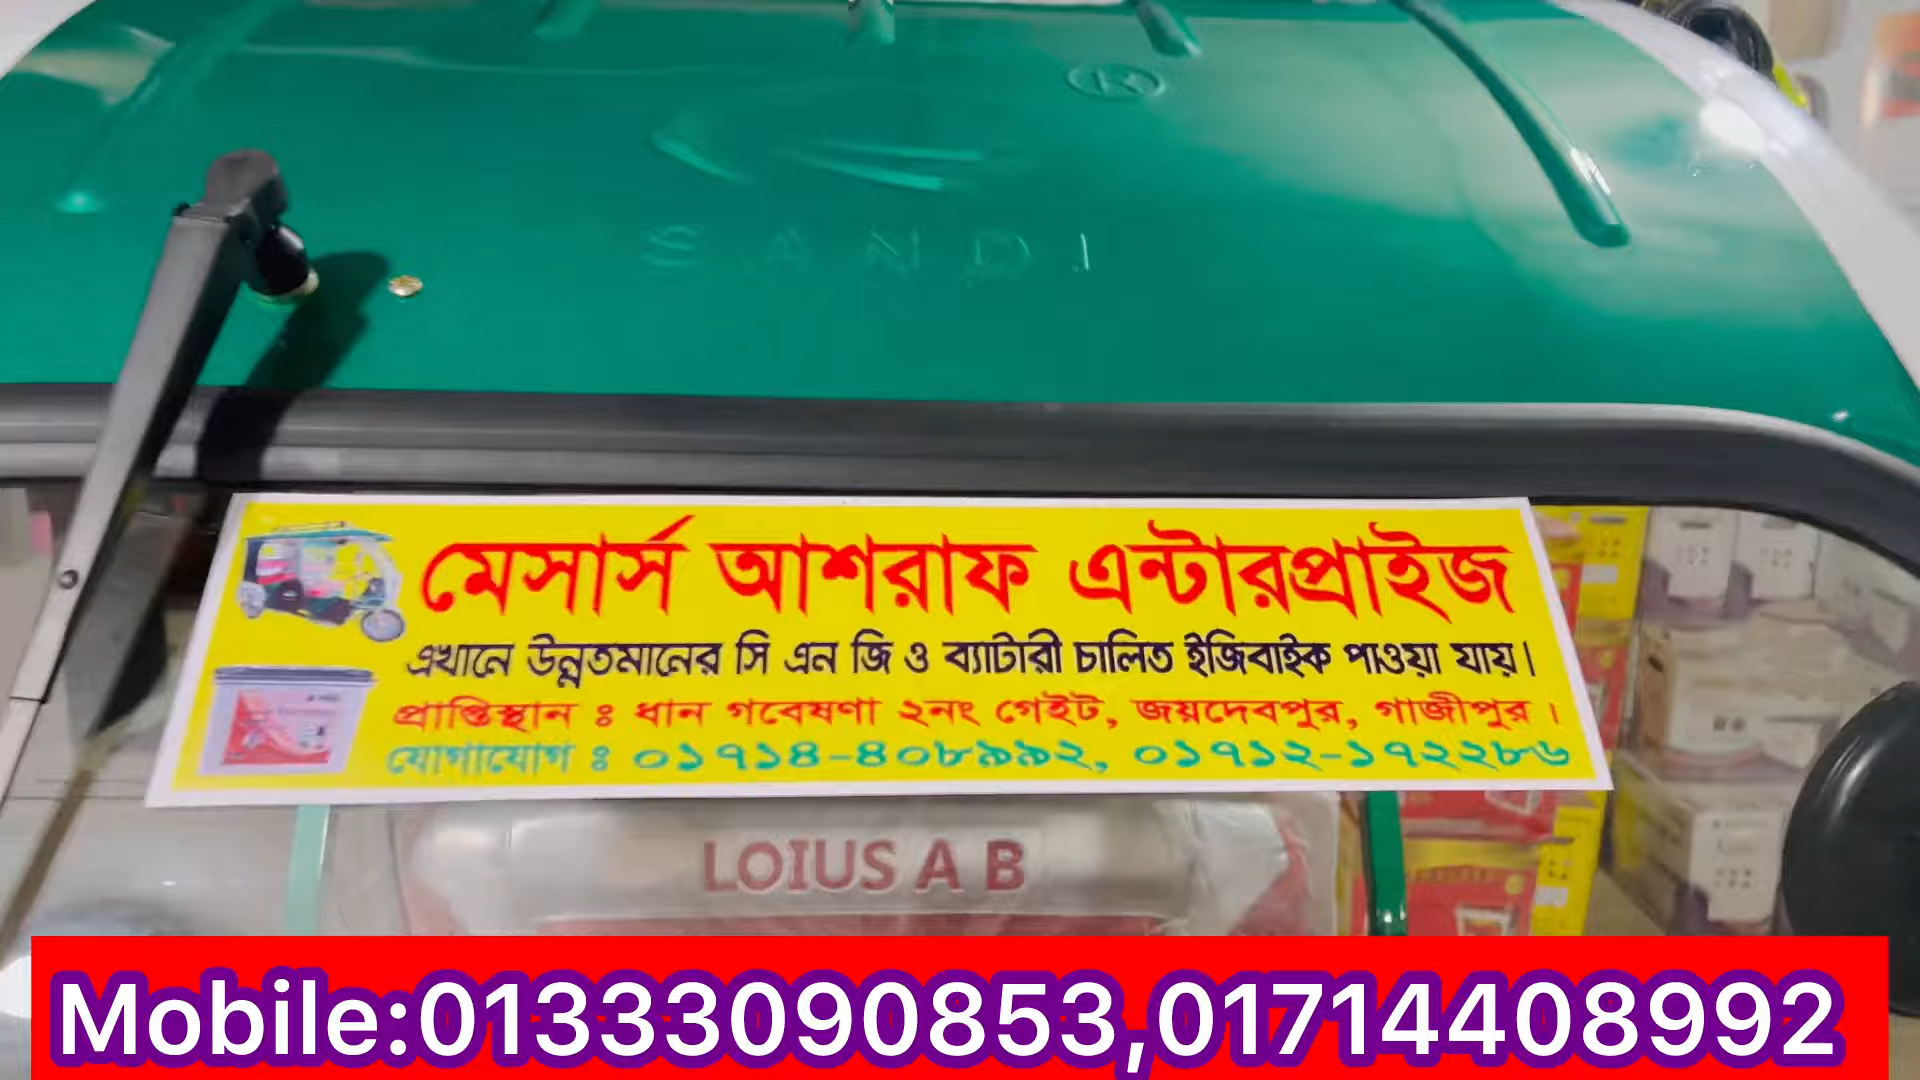 ®
SANDI
মেসার্স আশরাফ এন্টারপ্রাইজ
এখানে উন্নতমানের সি এন জি ও ব্যাটারী চালিত ইজিবাইক পাওয়া যায়।
প্রাপ্তিস্থান ঃ ধান গবেষণা ২নং গেইট, জয়দেবপুর, গাজীপুর।
যোগাযোগ ঃ ০১৭১৪-৪০৮৯৯২, ০১৭১২-১৭২২৮৬
LOIUS A B
Mobile:01333090853,01714408992